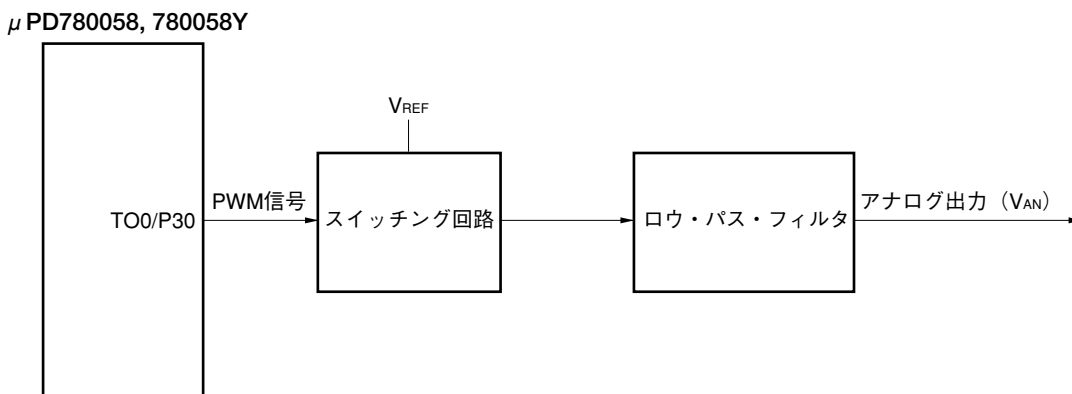 μPD780058, 780058Y
VREF
TO0/P30
PWM信号
スイッチング回路
ロウ・パス・フィルタ
アナログ出力（VAN）